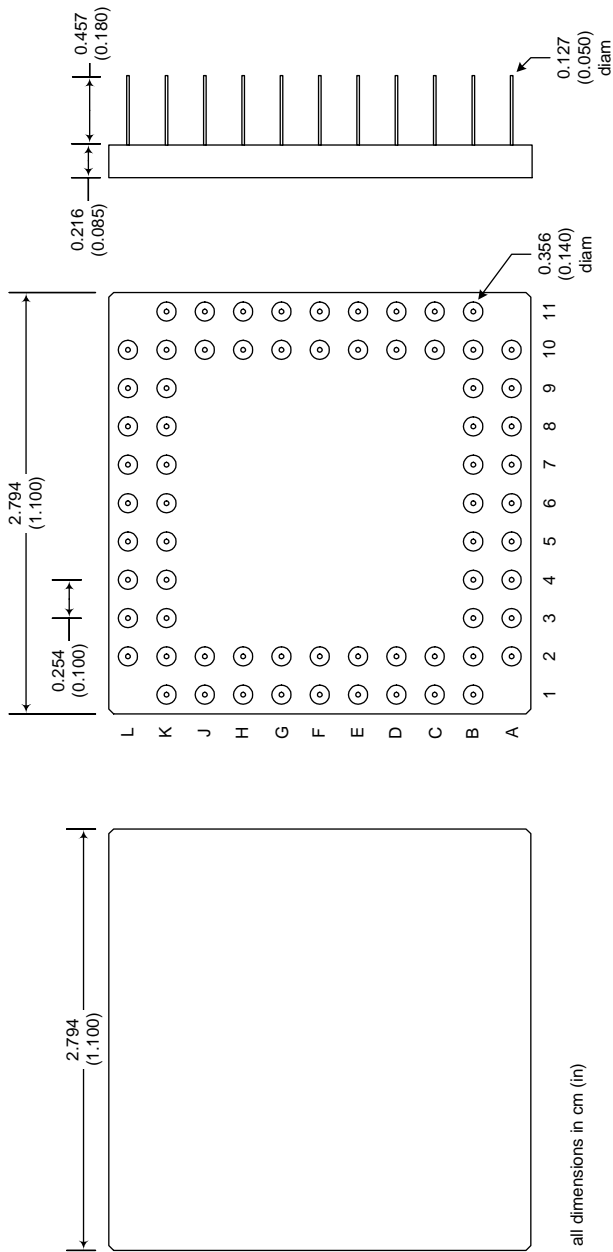 2.794
(1.100)
all dimensions in cm (in)
2.794
(1.100)
0.254
(0.100)
L
K
J
H
G
F
E
D
C
B
A
1
2
3
4
5
6
7
8
9
10
11
0.356
(0.140)
diam
0.216
(0.085)
0.457
(0.180)
0.127
(0.050)
diam